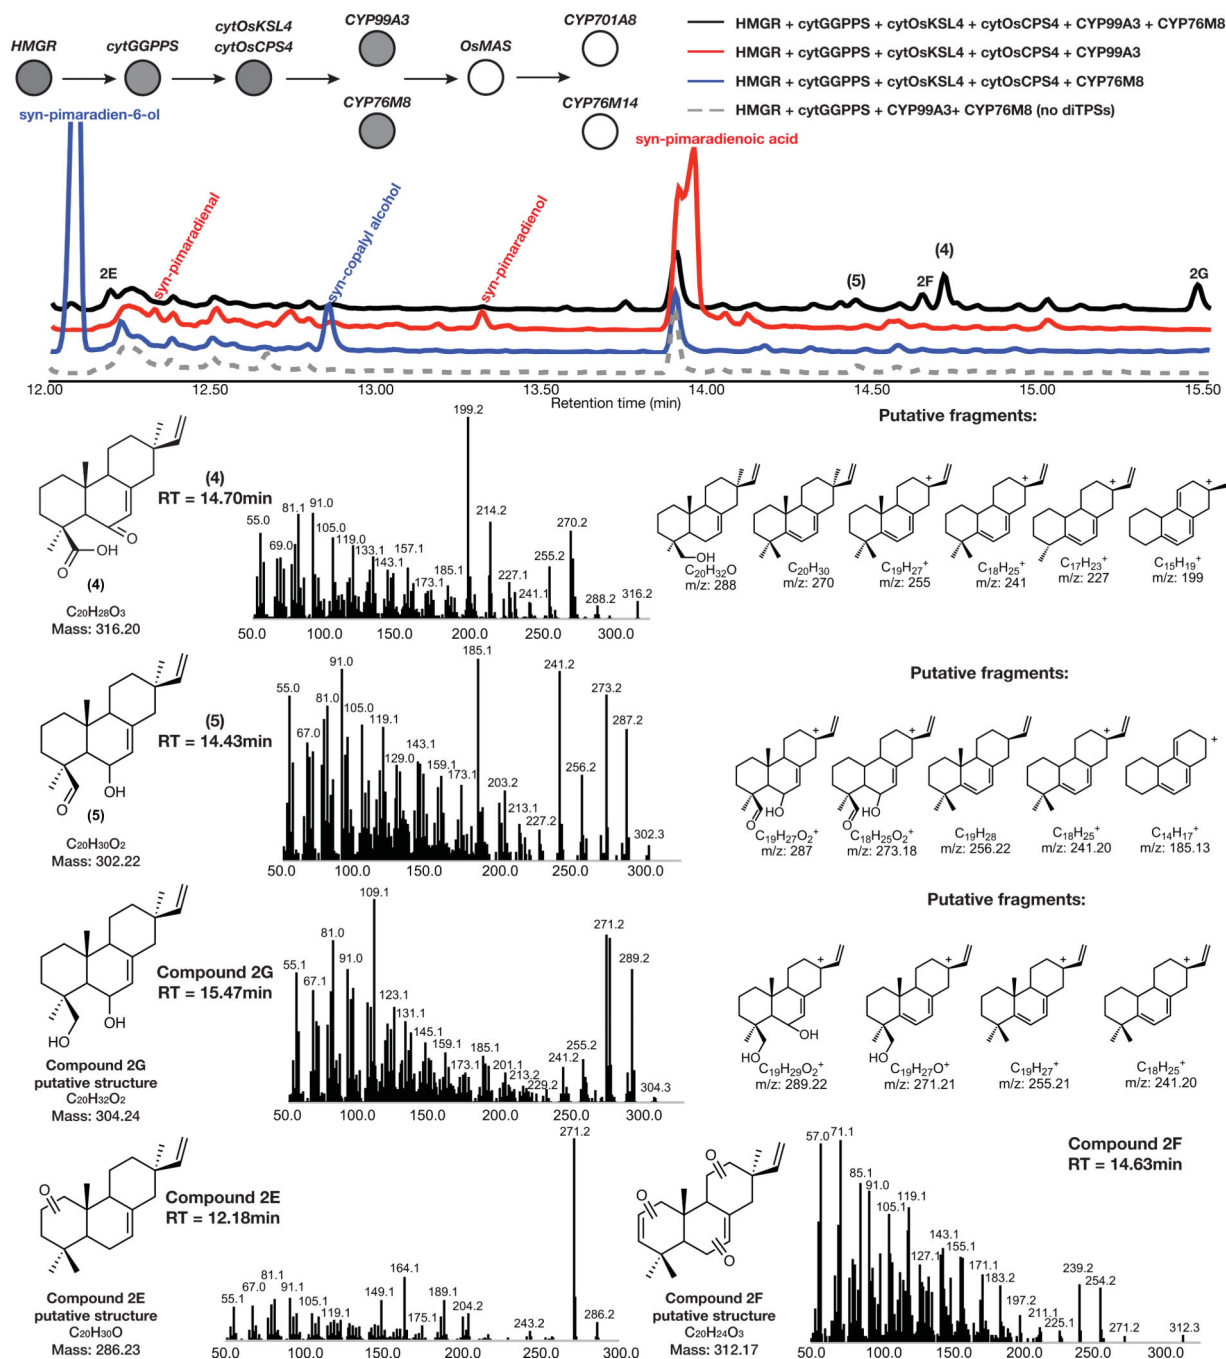 HMGR
cytGGPPS
cytOsKSL4
cytOsCPS4
CYP99A3
CYP76M8
OsMAS
CYP701A8
CYP76M14
HMGR + cytGGPPS + cytOsKSL4 + cytOsCPS4 + CYP99A3 + CYP76M8
HMGR + cytGGPPS + cytOsKSL4 + cytOsCPS4 + CYP99A3
HMGR + cytGGPPS + cytOsKSL4 + cytOsCPS4 + CYP76M8
HMGR + cytGGPPS + CYP99A3+ CYP76M8 (no diTPSs)
syn-pimaradien-6-ol
2E
syn-pimaradienal
syn-copalyl alcohol
syn-pimaradienol
syn-pimaradienoic acid
(5)
2F
(4)
2G
12.00 12.50 13.00 13.50 14.00 14.50 15.00 15.50
Retention time (min)
OH
O
O
(4)
C20H28O3
Mass: 316.20
(4)
RT = 14.70min
55.0 69.0 81.1 91.0 105.0 119.0 133.1 143.1 157.1 173.1 185.1 199.2 214.2 227.1 241.1 255.2 270.2 288.2 316.2
50.0 100.0 150.0 200.0 250.0 300.0
Putative fragments:
OH
C20H32O
m/z: 288
C20H30
m/z: 270
+
C19H27+
m/z: 255
+
C18H25+
m/z: 241
+
C17H23+
m/z: 227
+
C15H19+
m/z: 199
OH
O
(5)
C20H30O2
Mass: 302.22
(5)
RT = 14.43min
55.0 67.0 81.0 91.0 105.0 119.1 129.0 143.1 159.1 173.1 185.1 203.2 213.1 227.2 241.2 256.2 273.2 287.2 302.3
50.0 100.0 150.0 200.0 250.0 300.0
Putative fragments:
+
HO
O
C19H27O2+
m/z: 287
+
HO
O
C18H25O2+
m/z: 273.18
C19H28
m/z: 256.22
+
C18H25+
m/z: 241.20
+
C14H17+
m/z: 185.13
OH
HO
Compound 2G
putative structure
C20H32O2
Mass: 304.24
Compound 2G
RT = 15.47min
55.1 67.1 81.0 91.0 109.1 123.1 131.1 145.1 159.1 173.1 185.1 201.1 213.2 229.2 241.2 255.2 271.2 289.2 304.3
50.0 100.0 150.0 200.0 250.0 300.0
Putative fragments:
+
OH
HO
C19H29O2+
m/z: 289.22
+
HO
C19H27O+
m/z: 271.21
+
C19H27+
m/z: 255.21
+
C18H25+
m/z: 241.20
O
Compound 2E
putative structure
C20H30O
Mass: 286.23
Compound 2E
RT = 12.18min
55.1 67.0 81.1 91.1 105.1 119.1 149.1 164.1 175.1 189.1 204.2 243.2 271.2 286.2
50.0 100.0 150.0 200.0 250.0 300.0
O
O
O
Compound 2F
putative structure
C20H24O3
Mass: 312.17
Compound 2F
RT = 14.63min
57.0 71.1 85.1 91.0 105.1 119.1 127.1 143.1 155.1 171.1 183.2 197.2 211.1 225.1 239.2 254.2 271.2 312.3
50.0 100.0 150.0 200.0 250.0 300.0